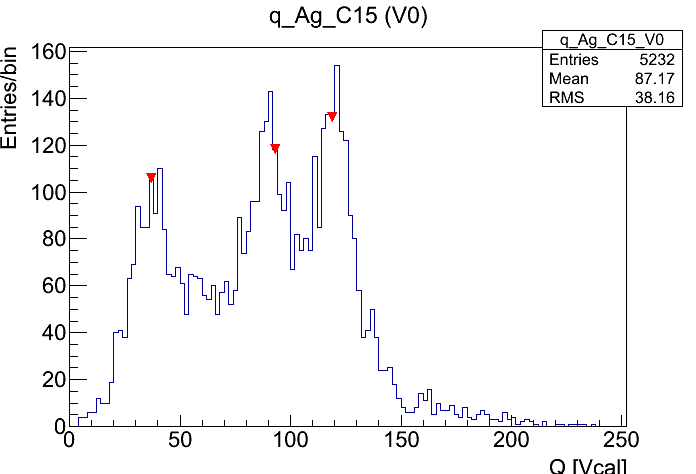 q_Ag_C15 (V0)
q_Ag_C15_V0
Entries 5232
Mean 87.17
RMS 38.16
Entries/bin
160
140
120
100
80
60
40
20
0
0 50 100 150 200 250
Q [Vcal]